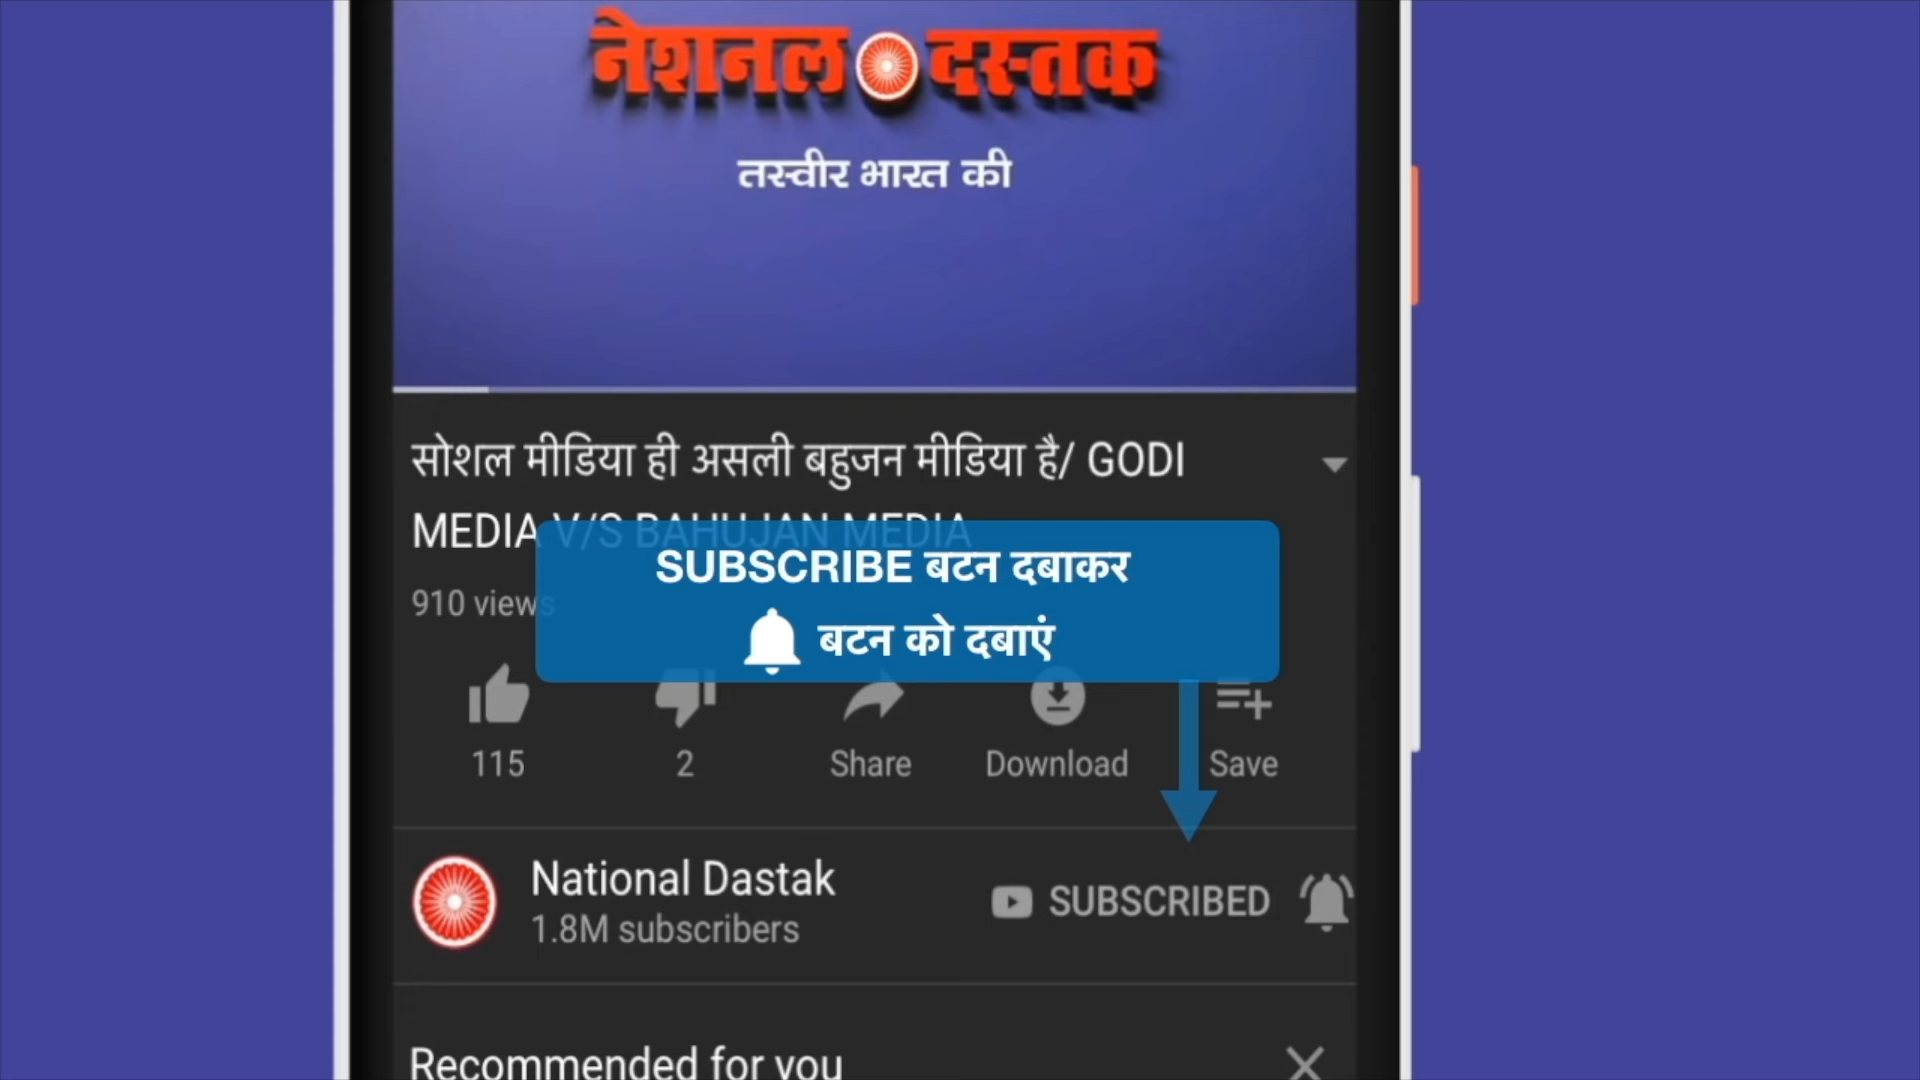 नेशनल दस्तक
तस्वीर भारत की
सोशल मीडिया ही असली बहुजन मीडिया है/ GODI
MEDIA V/S BAHUJAN MEDIA
910 views
SUBSCRIBE बटन दबाकर
बटन को दबाएं
115
2
Share
Download
Save
National Dastak
1.8M subscribers
SUBSCRIBED
Recommended for you